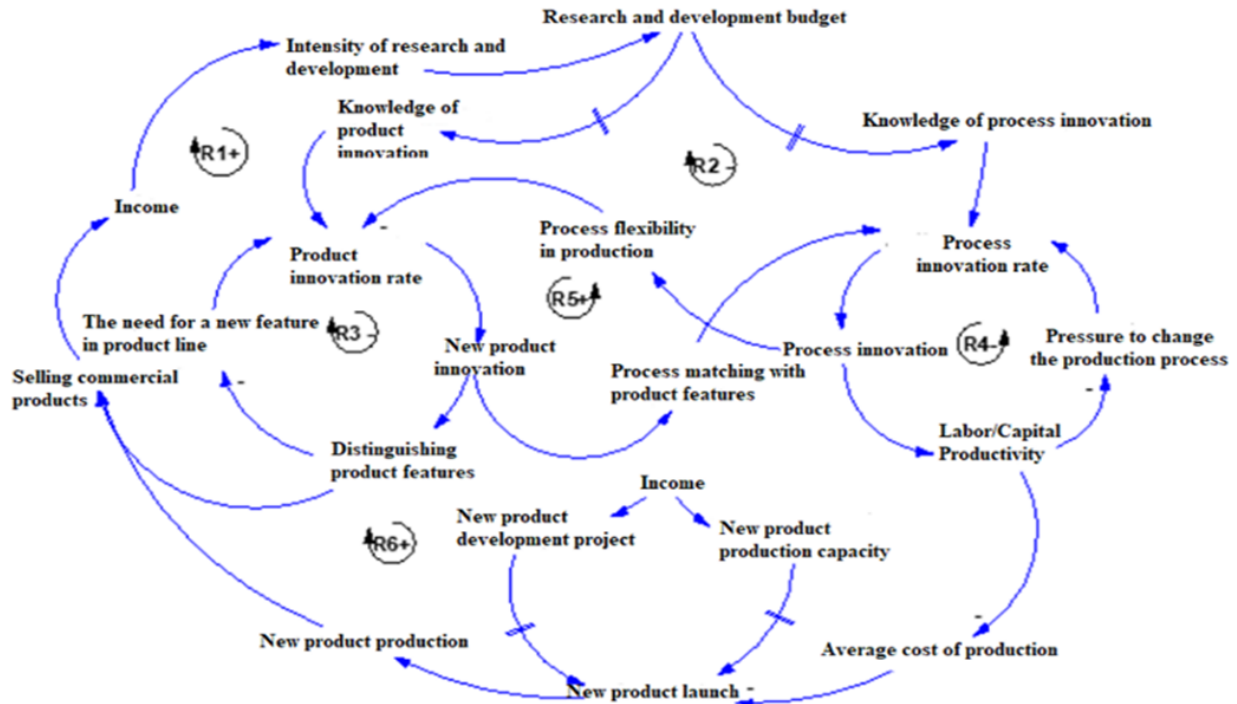 Research and development budget
Intensity of research and
development
Knowledge of
product
innovation
Knowledge of process innovation
R1+
R2 -
Income
Process flexibility
in production
-
Product
innovation rate
Process
innovation rate
R5+
The need for a new feature
in product line
R3 -
New product
innovation
Process innovation
R4-
Pressure to change
the production process
Selling commercial
products
-
Process matching with
product features
-
Distinguishing
product features
Labor/Capital
Productivity
Income
New product
development project
New product
production capacity
R6+
-
New product production
Average cost of production
New product launch -